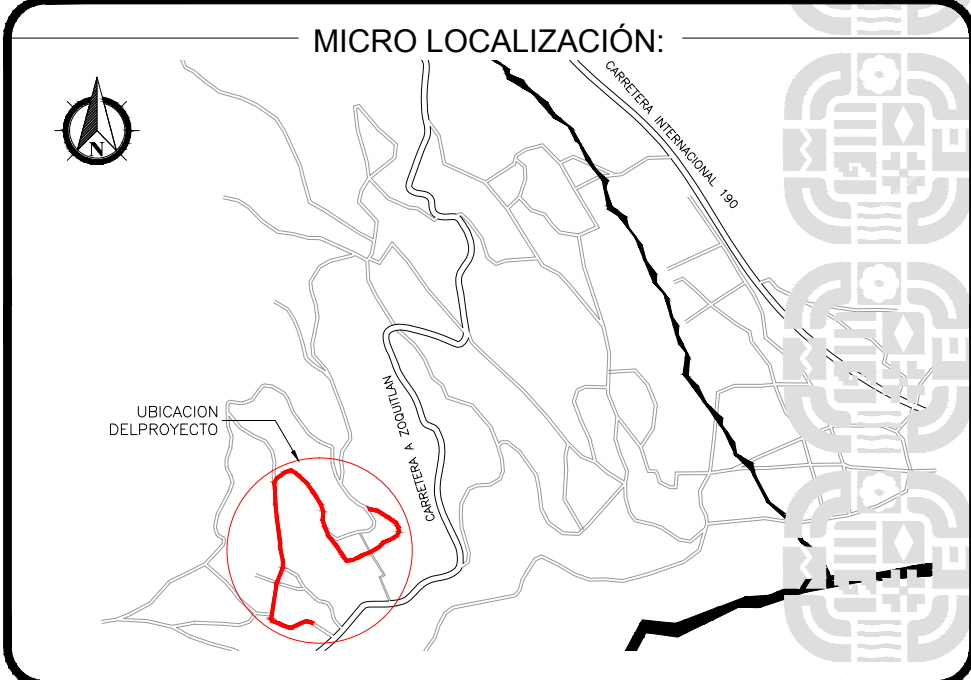 MICRO LOCALIZACIÓN:
N
CARRETERA INTERNACIONAL 190
CARRETERA A ZOQUITLAN
UBICACION
DELPROYECTO